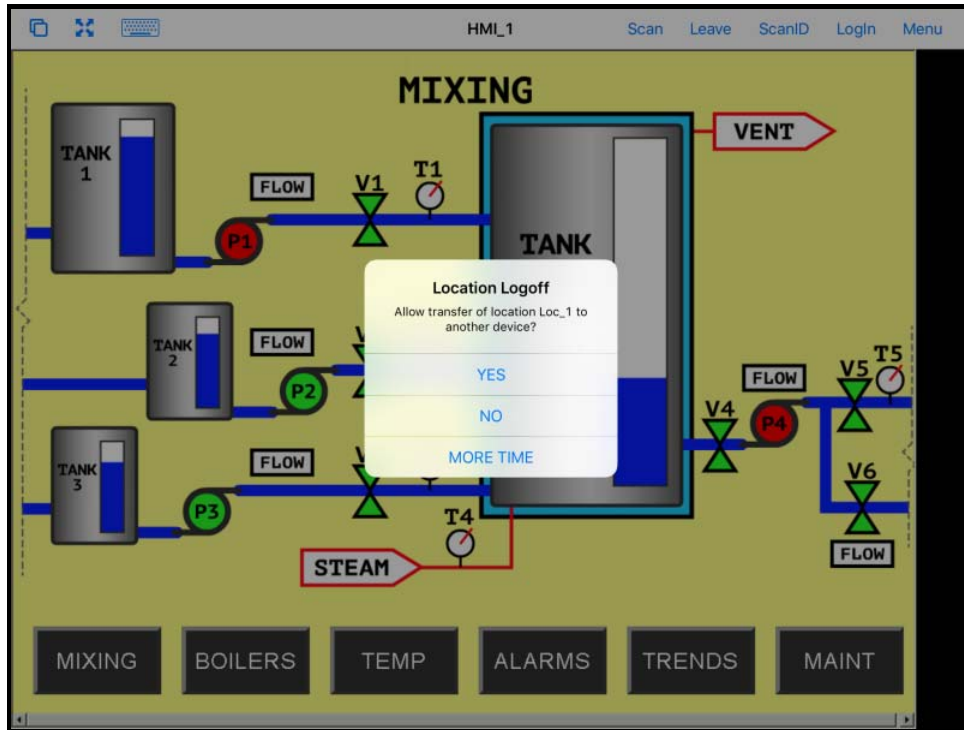 HMI_1
Scan
Leave
ScanID
LogIn
Menu
MIXING
VENT
TANK
1
FLOW
V1
T1
P1
TANK
Location Logoff
Allow transfer of location Loc_1 to
another device?
YES
NO
MORE TIME
TANK
2
FLOW
V
P2
TANK
3
FLOW
V
P3
T4
STEAM
V4
FLOW
P4
V5
T5
V6
FLOW
MIXING
BOILERS
TEMP
ALARMS
TRENDS
MAINT